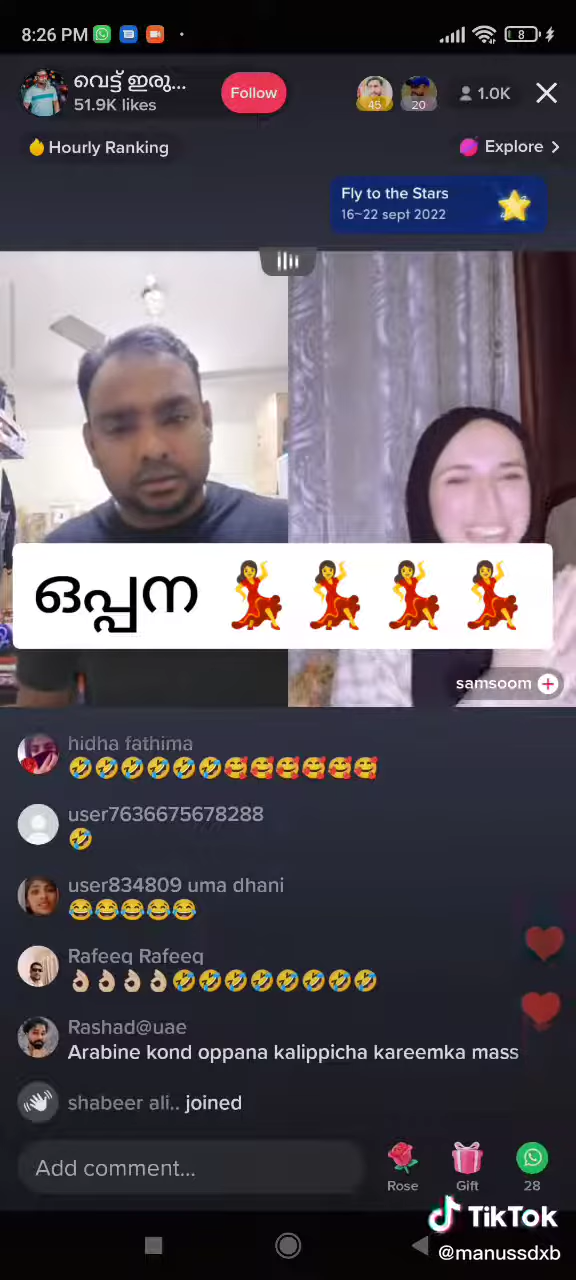 8:26 PM
8
വെട്ട് ഇരു...
51.9K likes
Follow
45
20
1.0K
Hourly Ranking
Explore
Fly to the Stars
16~22 sept 2022
ഒപ്പന 💃💃💃💃
samsoom
hidha fathima
🤣🤣🤣🤣🤣🤣🥰🥰🥰🥰🥰🥰
user7636675678288
🤣
user834809 uma dhani
😂😂😂😂😂
Rafeeq Rafeeq
👌🏼👌🏼👌🏼👌🏼🤣🤣🤣🤣🤣🤣🤣🤣
Rashad@uae
Arabine kond oppana kalippicha kareemka mass
shabeer ali.. joined
Add comment...
Rose
Gift
28
TikTok
@manussdxb